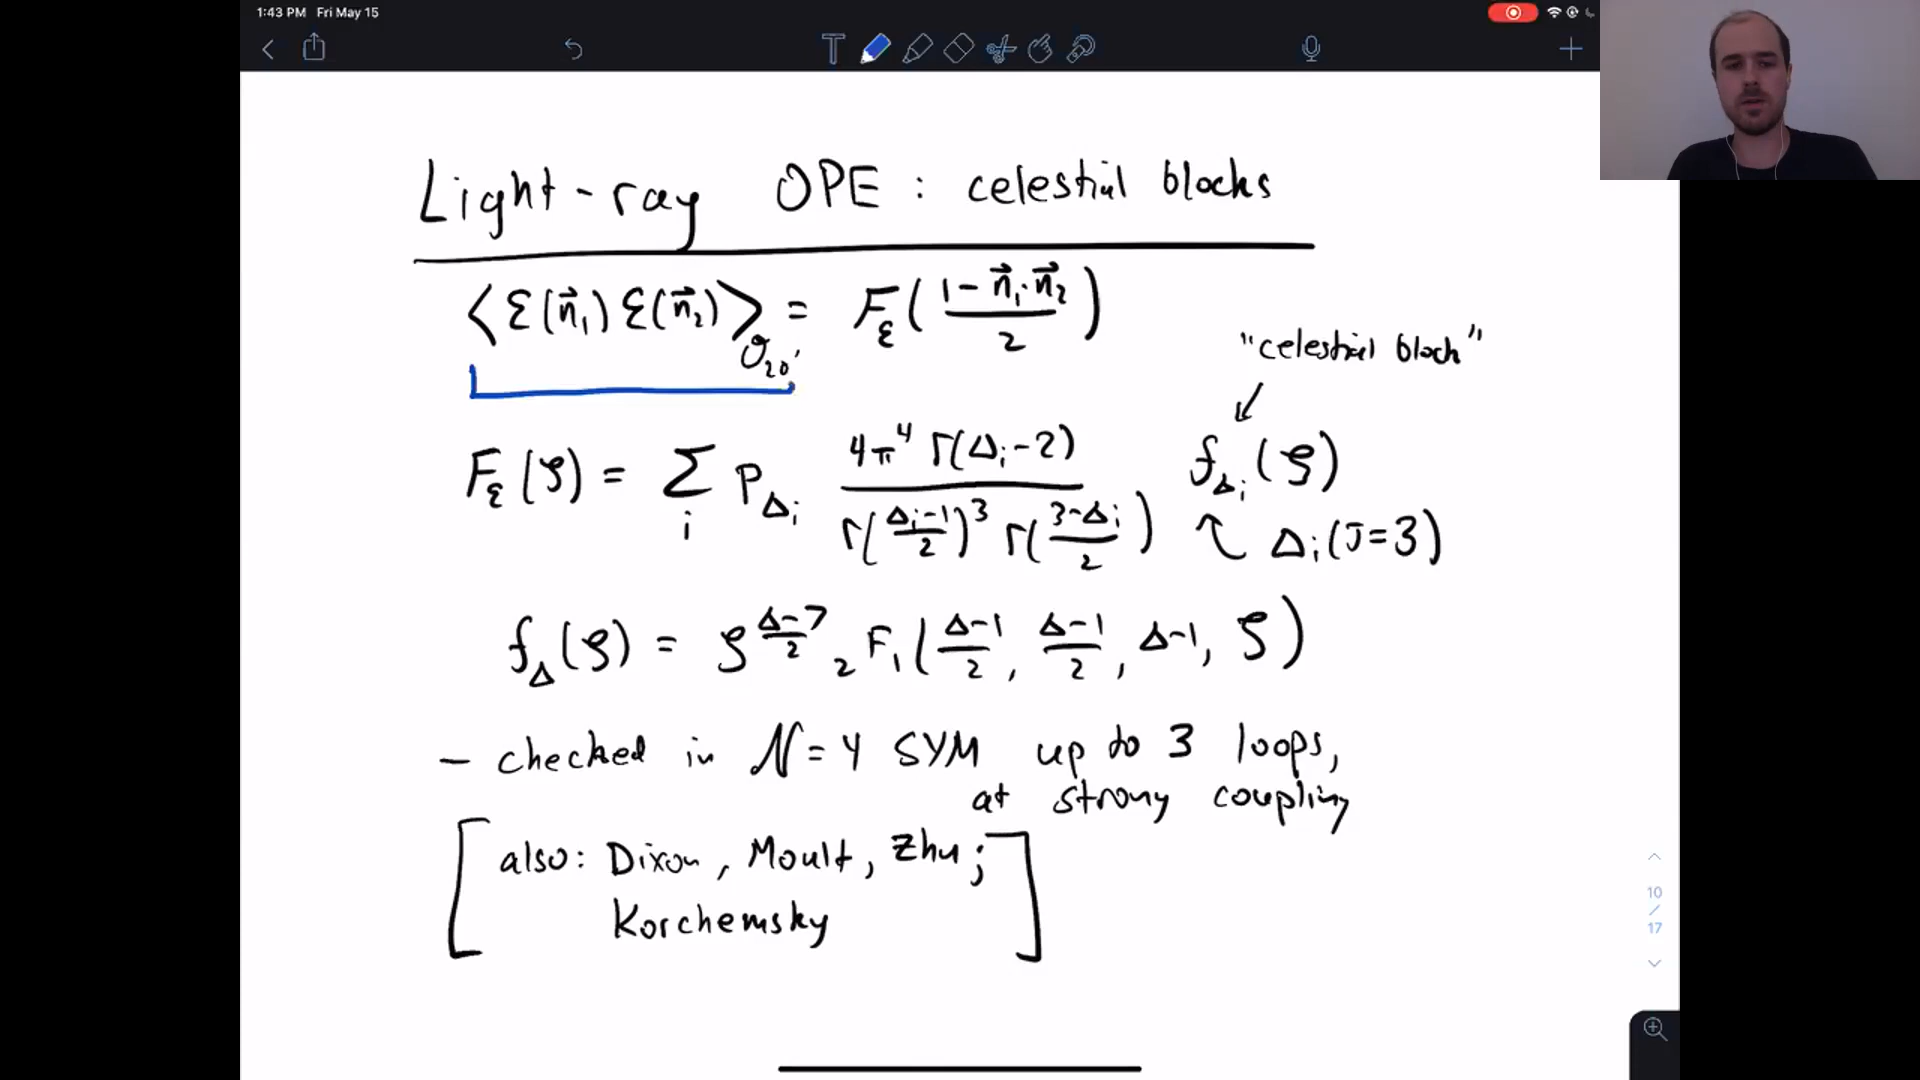 1:43 PM Fri May 15
Light-ray OPE : celestial blocks
⟨ℰ(n⃗₁) ℰ(n⃗₂)⟩_𝒪₂₀′ = F_ℰ( (1 - n⃗₁·n⃗₂)/2 )
"celestial block"
F_ℰ(ζ) = Σ_i p_Δi 4π⁴ Γ(Δi-2) / ( Γ((Δi-1)/2)³ Γ((3-Δi)/2) ) f_Δi(ζ)
Δi(J=3)
f_Δ(ζ) = ζ^((Δ-7)/2) ₂F₁( (Δ-1)/2, (Δ-1)/2, Δ-1, ζ )
- checked in 𝒩=4 SYM up to 3 loops,
at strong coupling
[ also: Dixon, Moult, Zhu;
Korchemsky ]
10
/
17